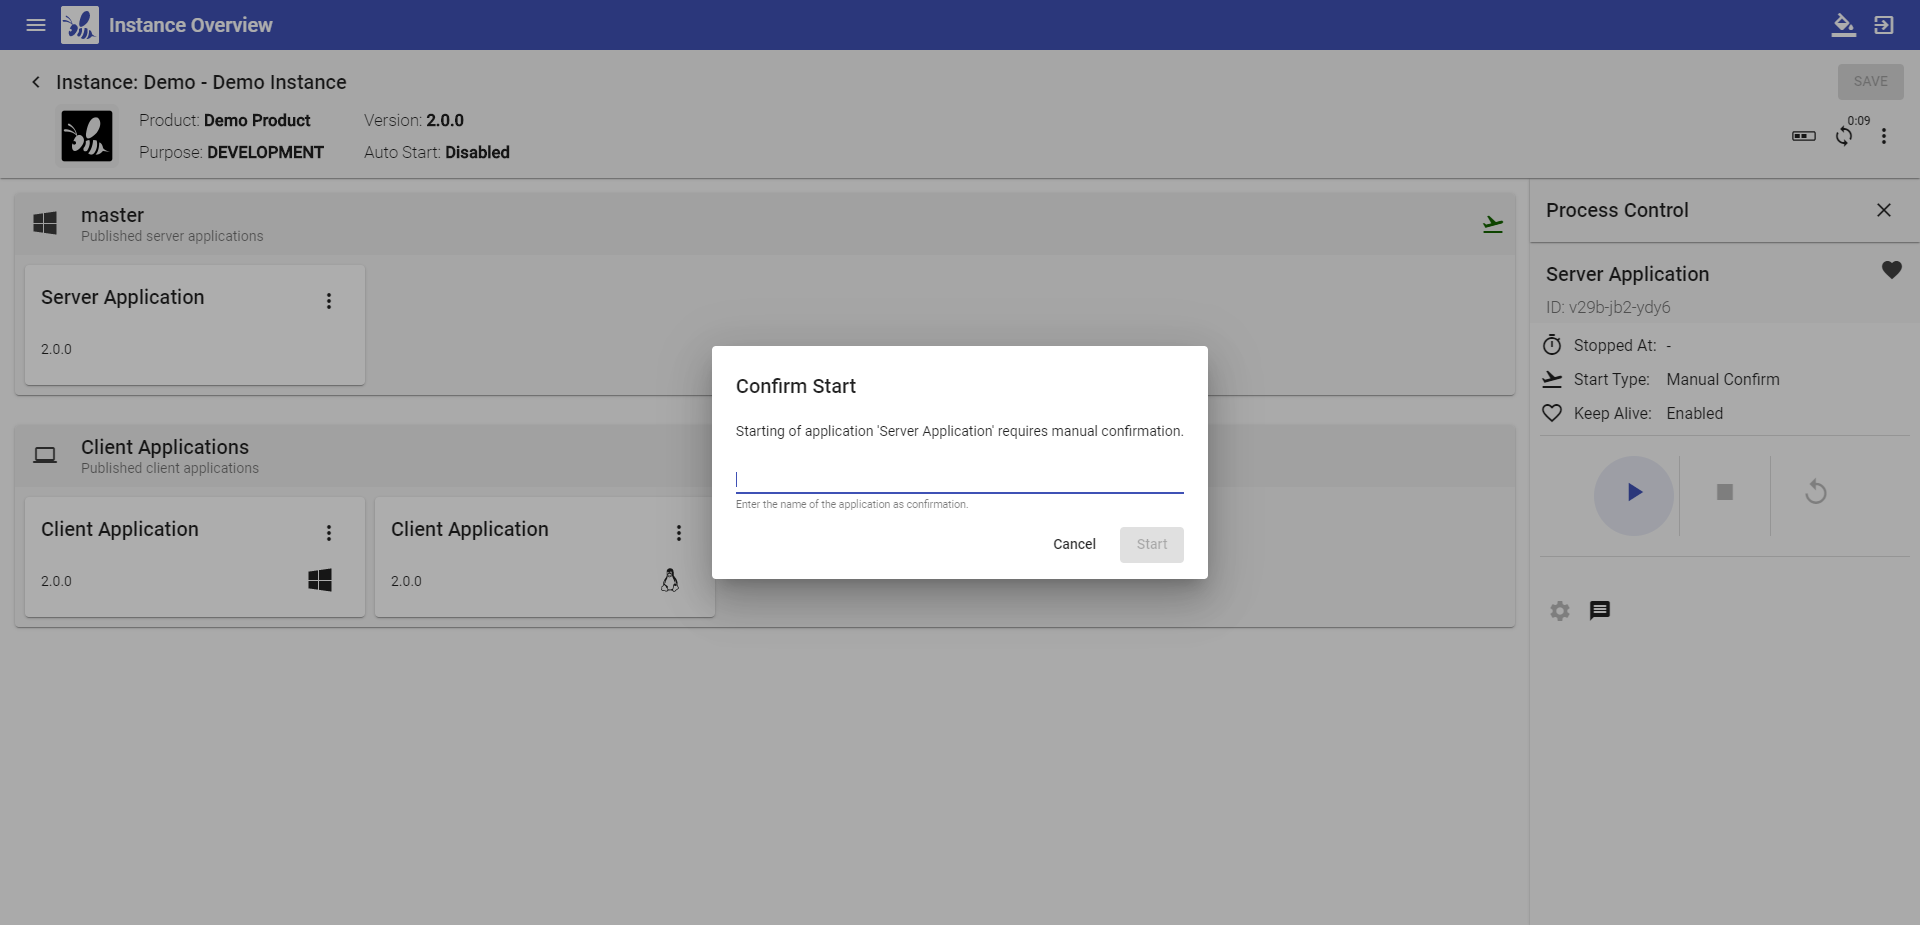 Instance Overview
Instance: Demo - Demo Instance
SAVE
Product: Demo Product
Version: 2.0.0
Purpose: DEVELOPMENT
Auto Start: Disabled
0:09
master
Published server applications
Server Application
2.0.0
Client Applications
Published client applications
Client Application
2.0.0
Client Application
2.0.0
Confirm Start
Starting of application 'Server Application' requires manual confirmation.
Enter the name of the application as confirmation.
Cancel
Start
Process Control
Server Application
ID: v29b-jb2-ydy6
Stopped At: -
Start Type: Manual Confirm
Keep Alive: Enabled